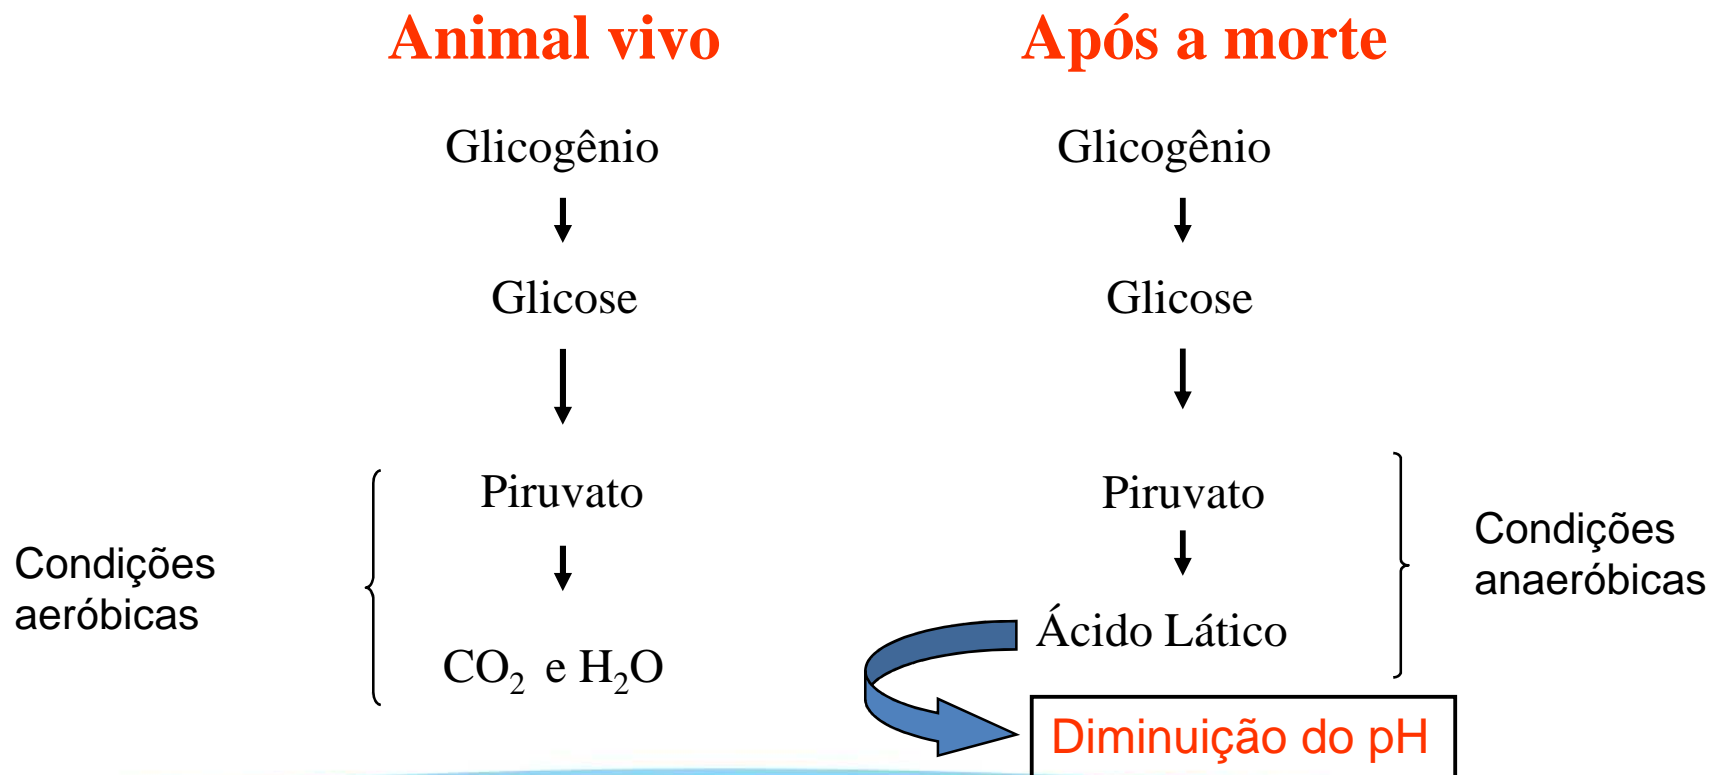 Animal vivo
Glicogênio
Glicose
Piruvato
CO₂ e H₂O
Condições
aeróbicas
Após a morte
Glicogênio
Glicose
Piruvato
Ácido Lático
Condições
anaeróbicas
Diminuição do pH